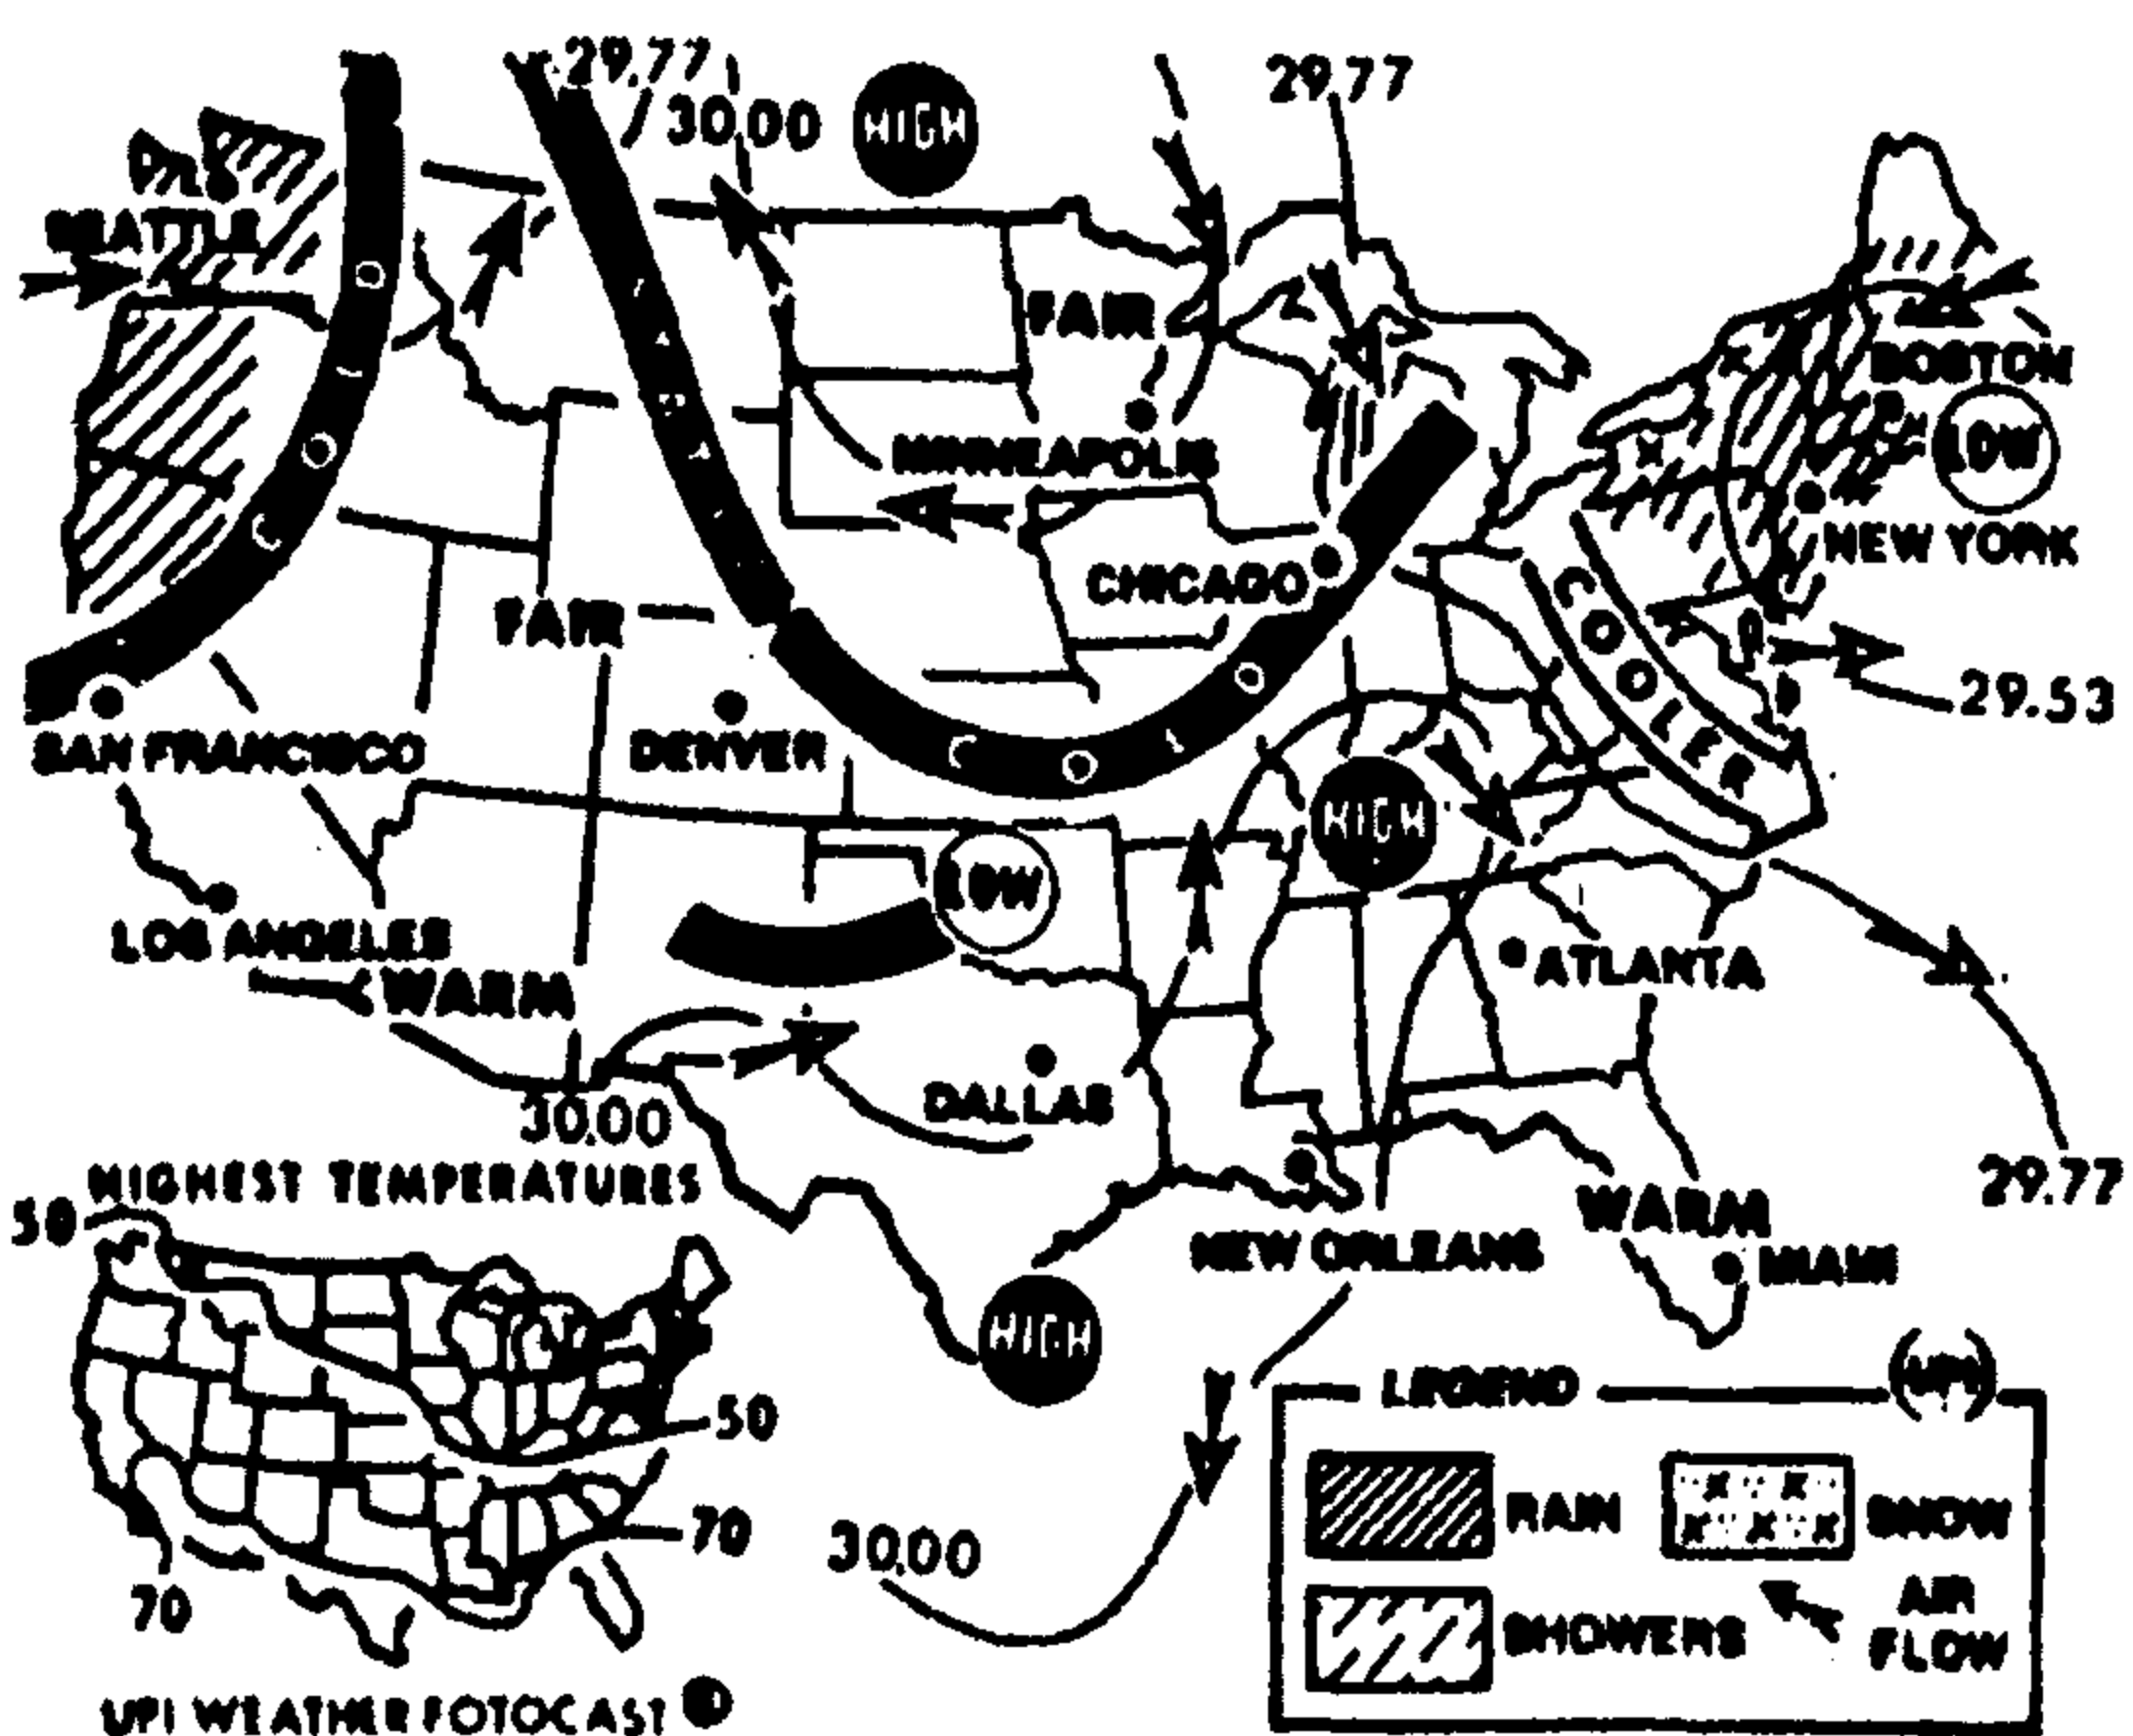 29.77
30.00
HIGH
29.77
SEATTLE
FAIR
BOSTON
LOW
MINNEAPOLIS
NEW YORK
CHICAGO
FAIR
COOLER
29.53
SAN FRANCISCO
DENVER
HIGH
LOW
LOS ANGELES
ATLANTA
WARM
DALLAS
30.00
HIGHEST TEMPERATURES
50
29.77
WARM
NEW ORLEANS
MIAMI
HIGH
LEGEND
50
RAIN
SNOW
70
30.00
70
SHOWERS
AIR
FLOW
UPI WEATHER FOTOCAST